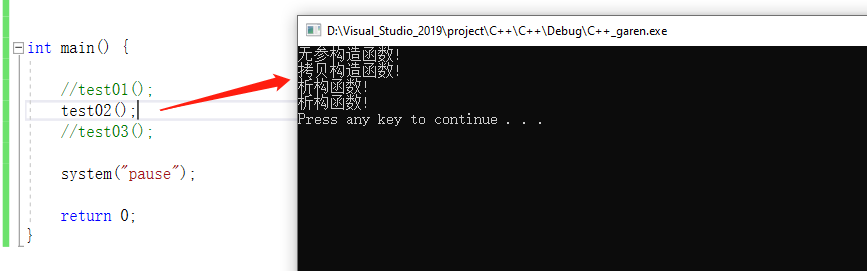 int main() {
//test01();
test02();
//test03();
system("pause");
return 0;
}
D:\Visual_Studio_2019\project\C++\C++\Debug\C++_garen.exe
无参构造函数!
拷贝构造函数!
析构函数!
析构函数!
Press any key to continue . . .